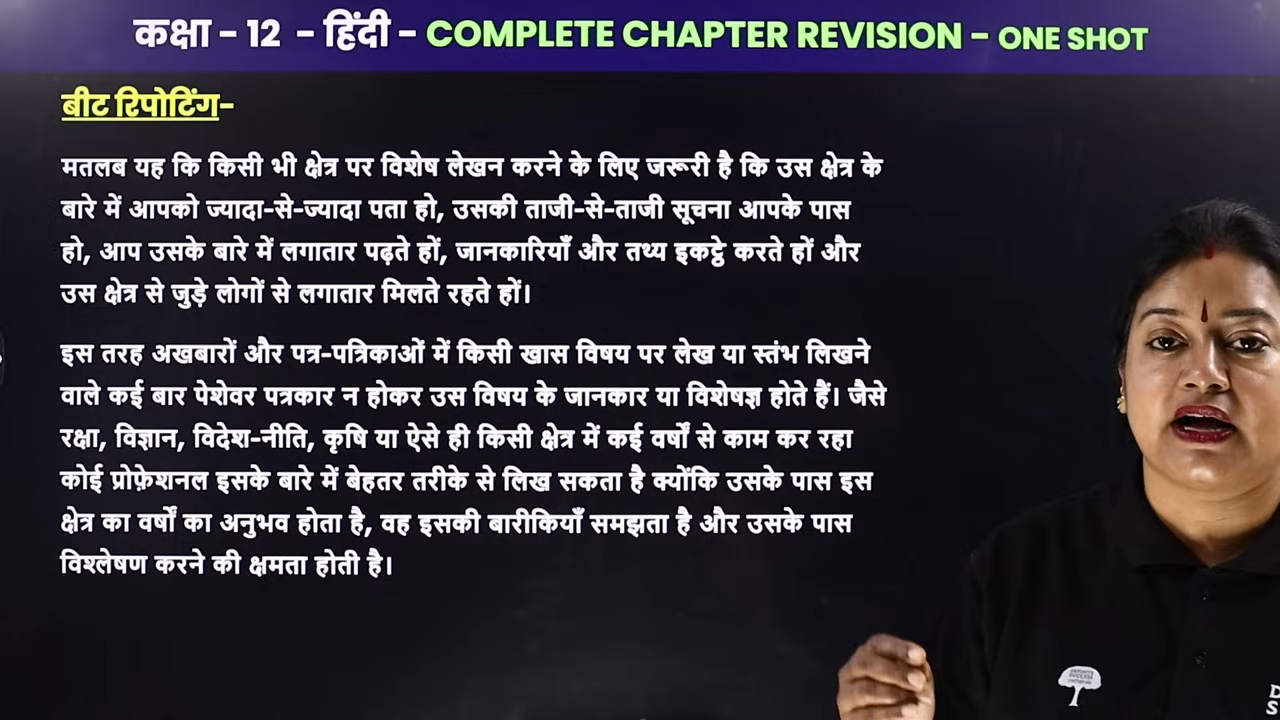 कक्षा - 12 - हिंदी - COMPLETE CHAPTER REVISION - ONE SHOT
बीट रिपोटिंग-
मतलब यह कि किसी भी क्षेत्र पर विशेष लेखन करने के लिए जरूरी है कि उस क्षेत्र के
बारे में आपको ज्यादा-से-ज्यादा पता हो, उसकी ताजी-से-ताजी सूचना आपके पास
हो, आप उसके बारे में लगातार पढ़ते हों, जानकारियाँ और तथ्य इकट्ठे करते हों और
उस क्षेत्र से जुड़े लोगों से लगातार मिलते रहते हों।
इस तरह अखबारों और पत्र-पत्रिकाओं में किसी खास विषय पर लेख या स्तंभ लिखने
वाले कई बार पेशेवर पत्रकार न होकर उस विषय के जानकार या विशेषज्ञ होते हैं। जैसे
रक्षा, विज्ञान, विदेश-नीति, कृषि या ऐसे ही किसी क्षेत्र में कई वर्षों से काम कर रहा
कोई प्रोफ़ेशनल इसके बारे में बेहतर तरीके से लिख सकता है क्योंकि उसके पास इस
क्षेत्र का वर्षों का अनुभव होता है, वह इसकी बारीकियाँ समझता है और उसके पास
विश्लेषण करने की क्षमता होती है।
D
S